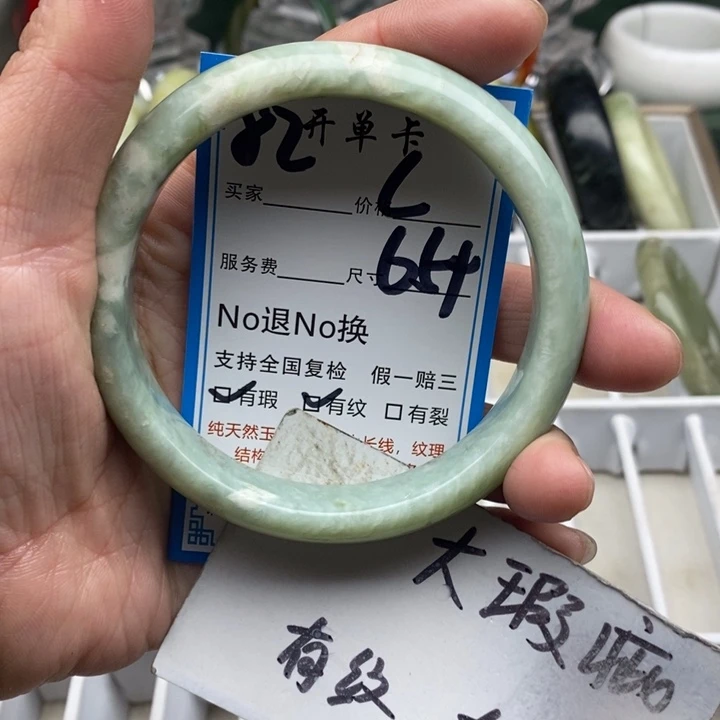 82 开单卡
买家 价 L
服务费 尺寸 64
No退No换
支持全国复检 假一赔三
有瑕 有纹 有裂
纯天然玉 长线，纹理
结构
大瑕疵
有纹